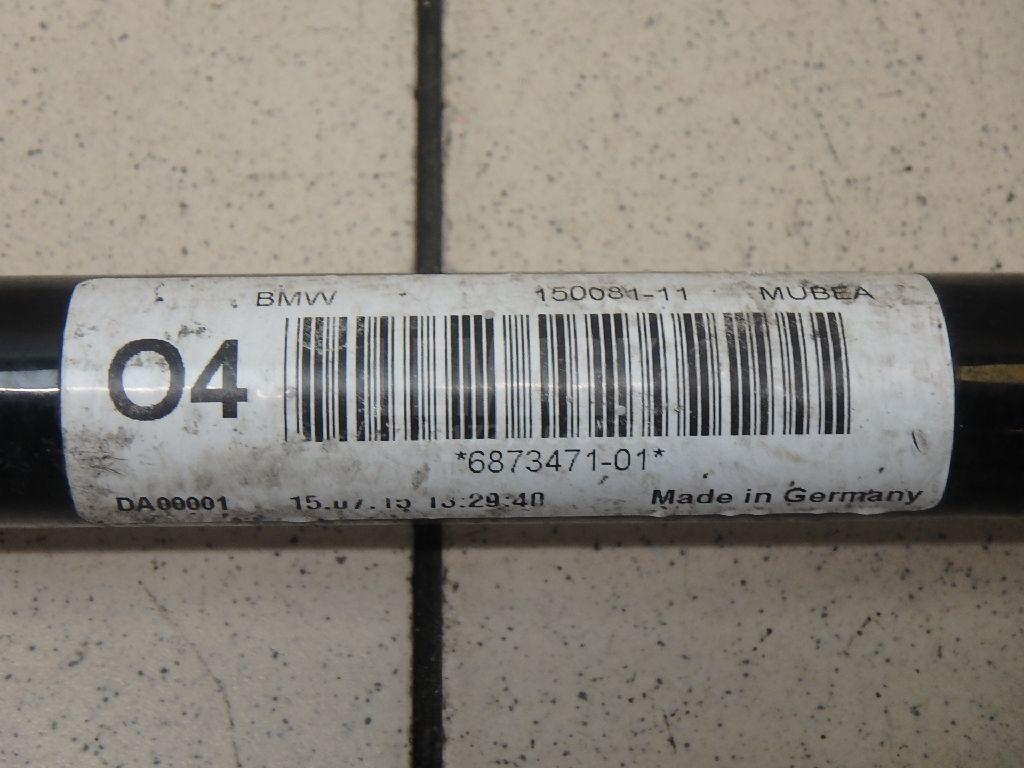 BMW 150081-11 MUBEA
04
*6873471-01*
DA00001 Made in Germany